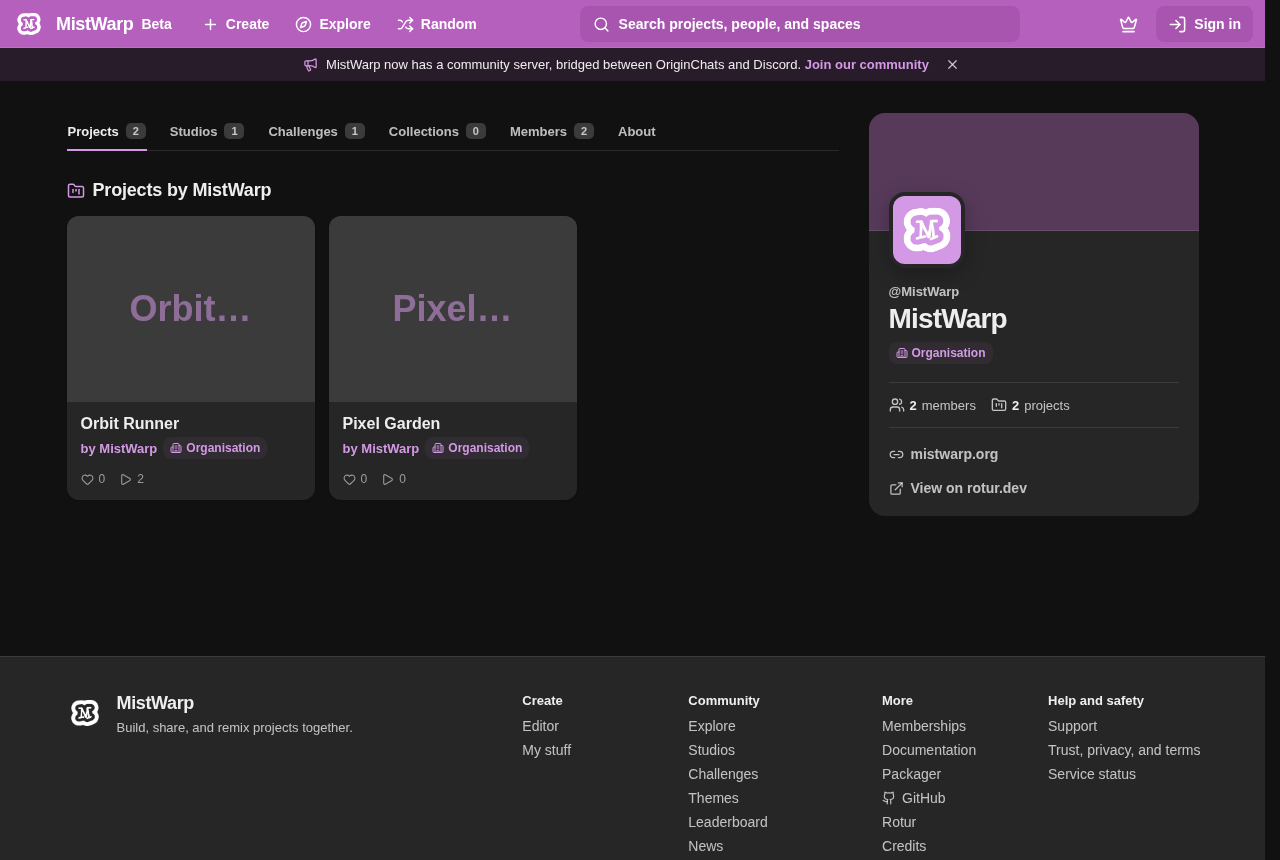 MistWarp Beta Create Explore Random Search projects, people, and spaces Sign in
MistWarp now has a community server, bridged between OriginChats and Discord. Join our community
Projects 2 Studios 1 Challenges 1 Collections 0 Members 2 About
Projects by MistWarp
Orbit...
Orbit Runner
by MistWarp Organisation
0 2
Pixel...
Pixel Garden
by MistWarp Organisation
0 0
M
@MistWarp
MistWarp
Organisation
2 members 2 projects
mistwarp.org
View on rotur.dev
MistWarp
Build, share, and remix projects together.
Create
Editor
My stuff
Community
Explore
Studios
Challenges
Themes
Leaderboard
News
More
Memberships
Documentation
Packager
GitHub
Rotur
Credits
Help and safety
Support
Trust, privacy, and terms
Service status